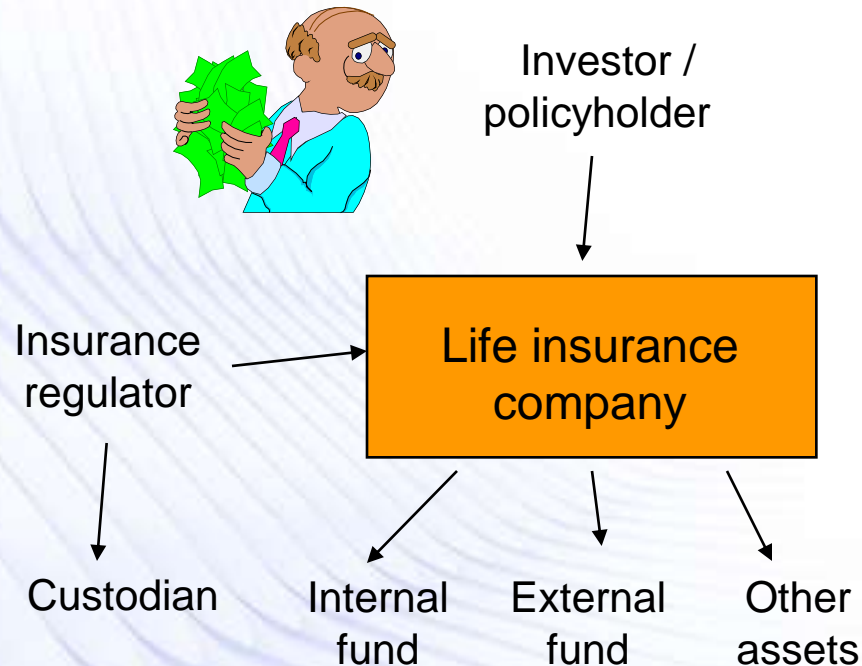 Investor /
policyholder
Insurance
regulator
Life insurance
company
Custodian
Internal
fund
External
fund
Other
assets